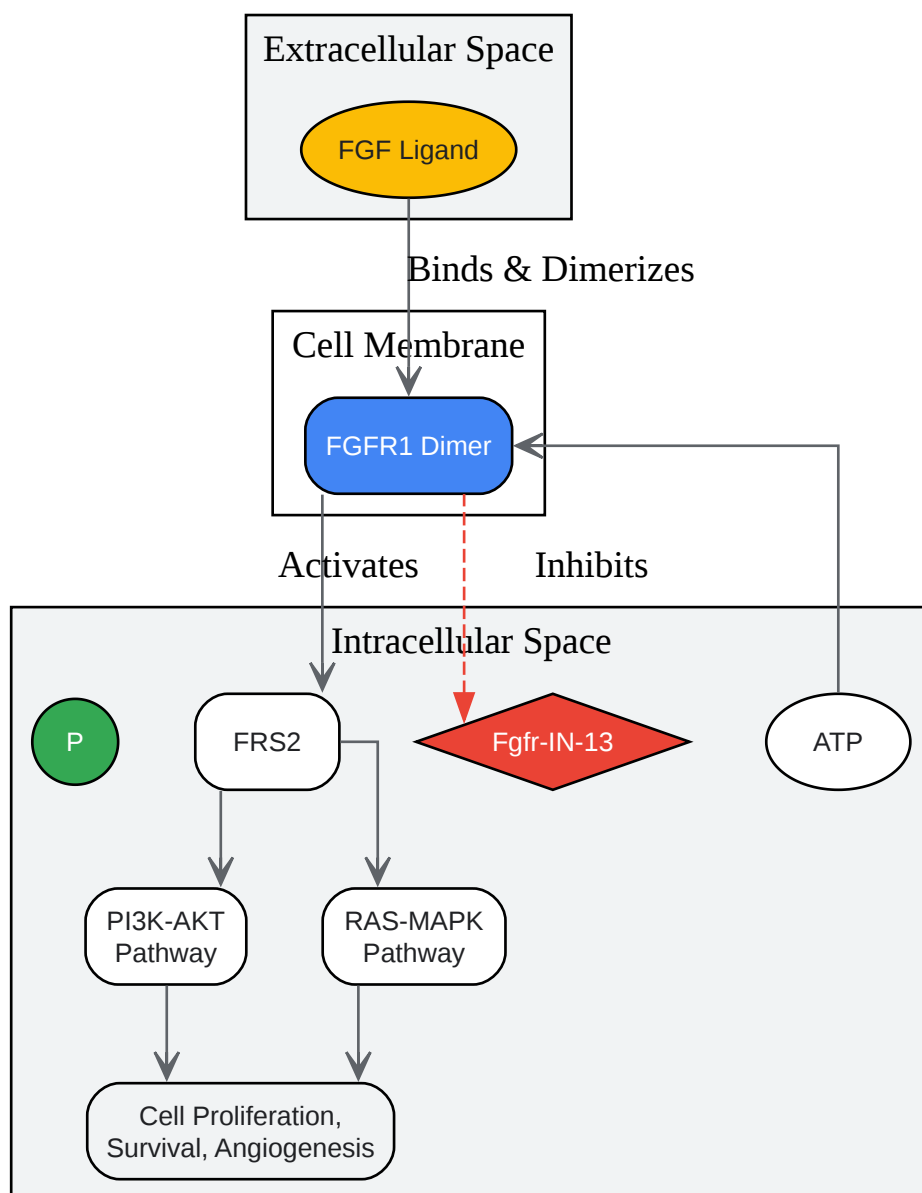 Extracellular Space
FGF Ligand
Binds & Dimerizes
Cell Membrane
FGFR1 Dimer
Activates
Inhibits
Intracellular Space
P
FRS2
Fgfr-IN-13
ATP
PI3K-AKT
Pathway
RAS-MAPK
Pathway
Cell Proliferation,
Survival, Angiogenesis